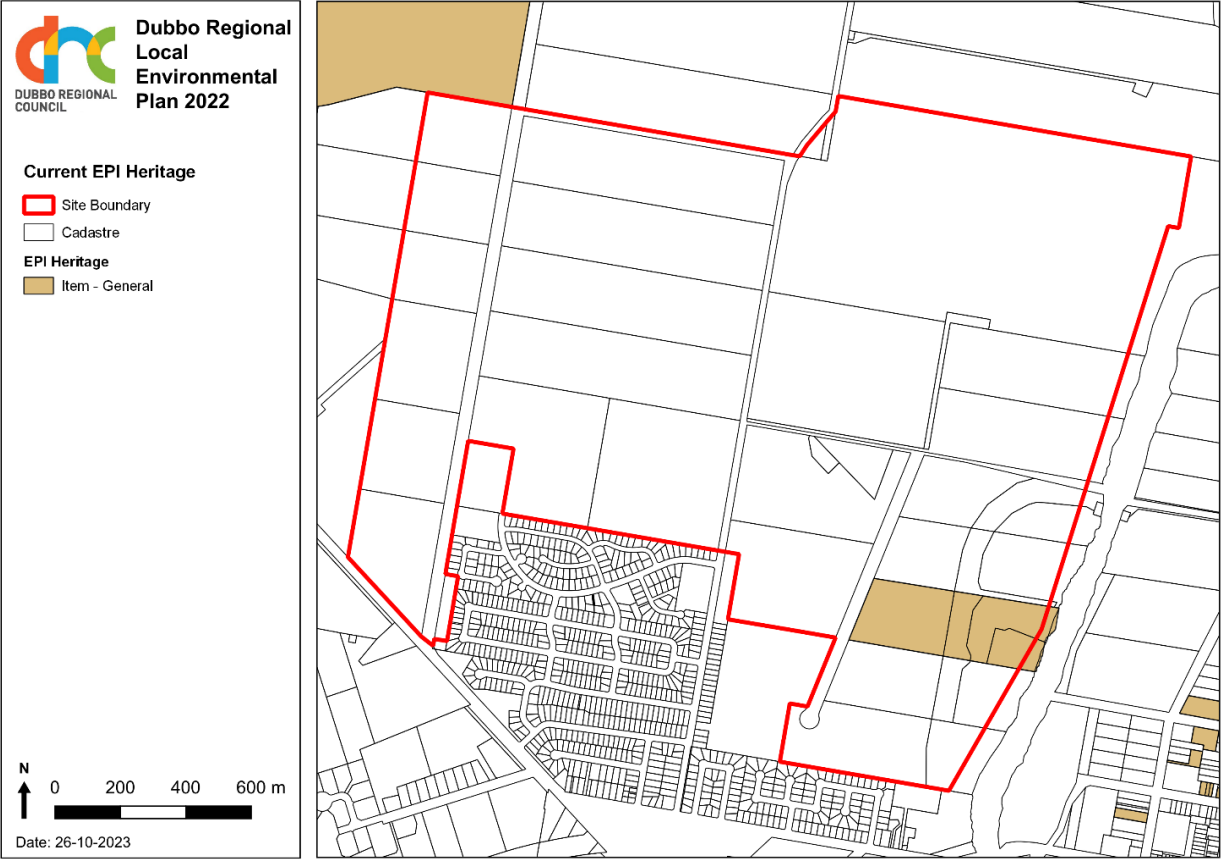 DUBBO REGIONAL
COUNCIL
Dubbo Regional
Local
Environmental
Plan 2022
Current EPI Heritage
Site Boundary
Cadastre
EPI Heritage
Item - General
N
0 200 400 600 m
Date: 26-10-2023